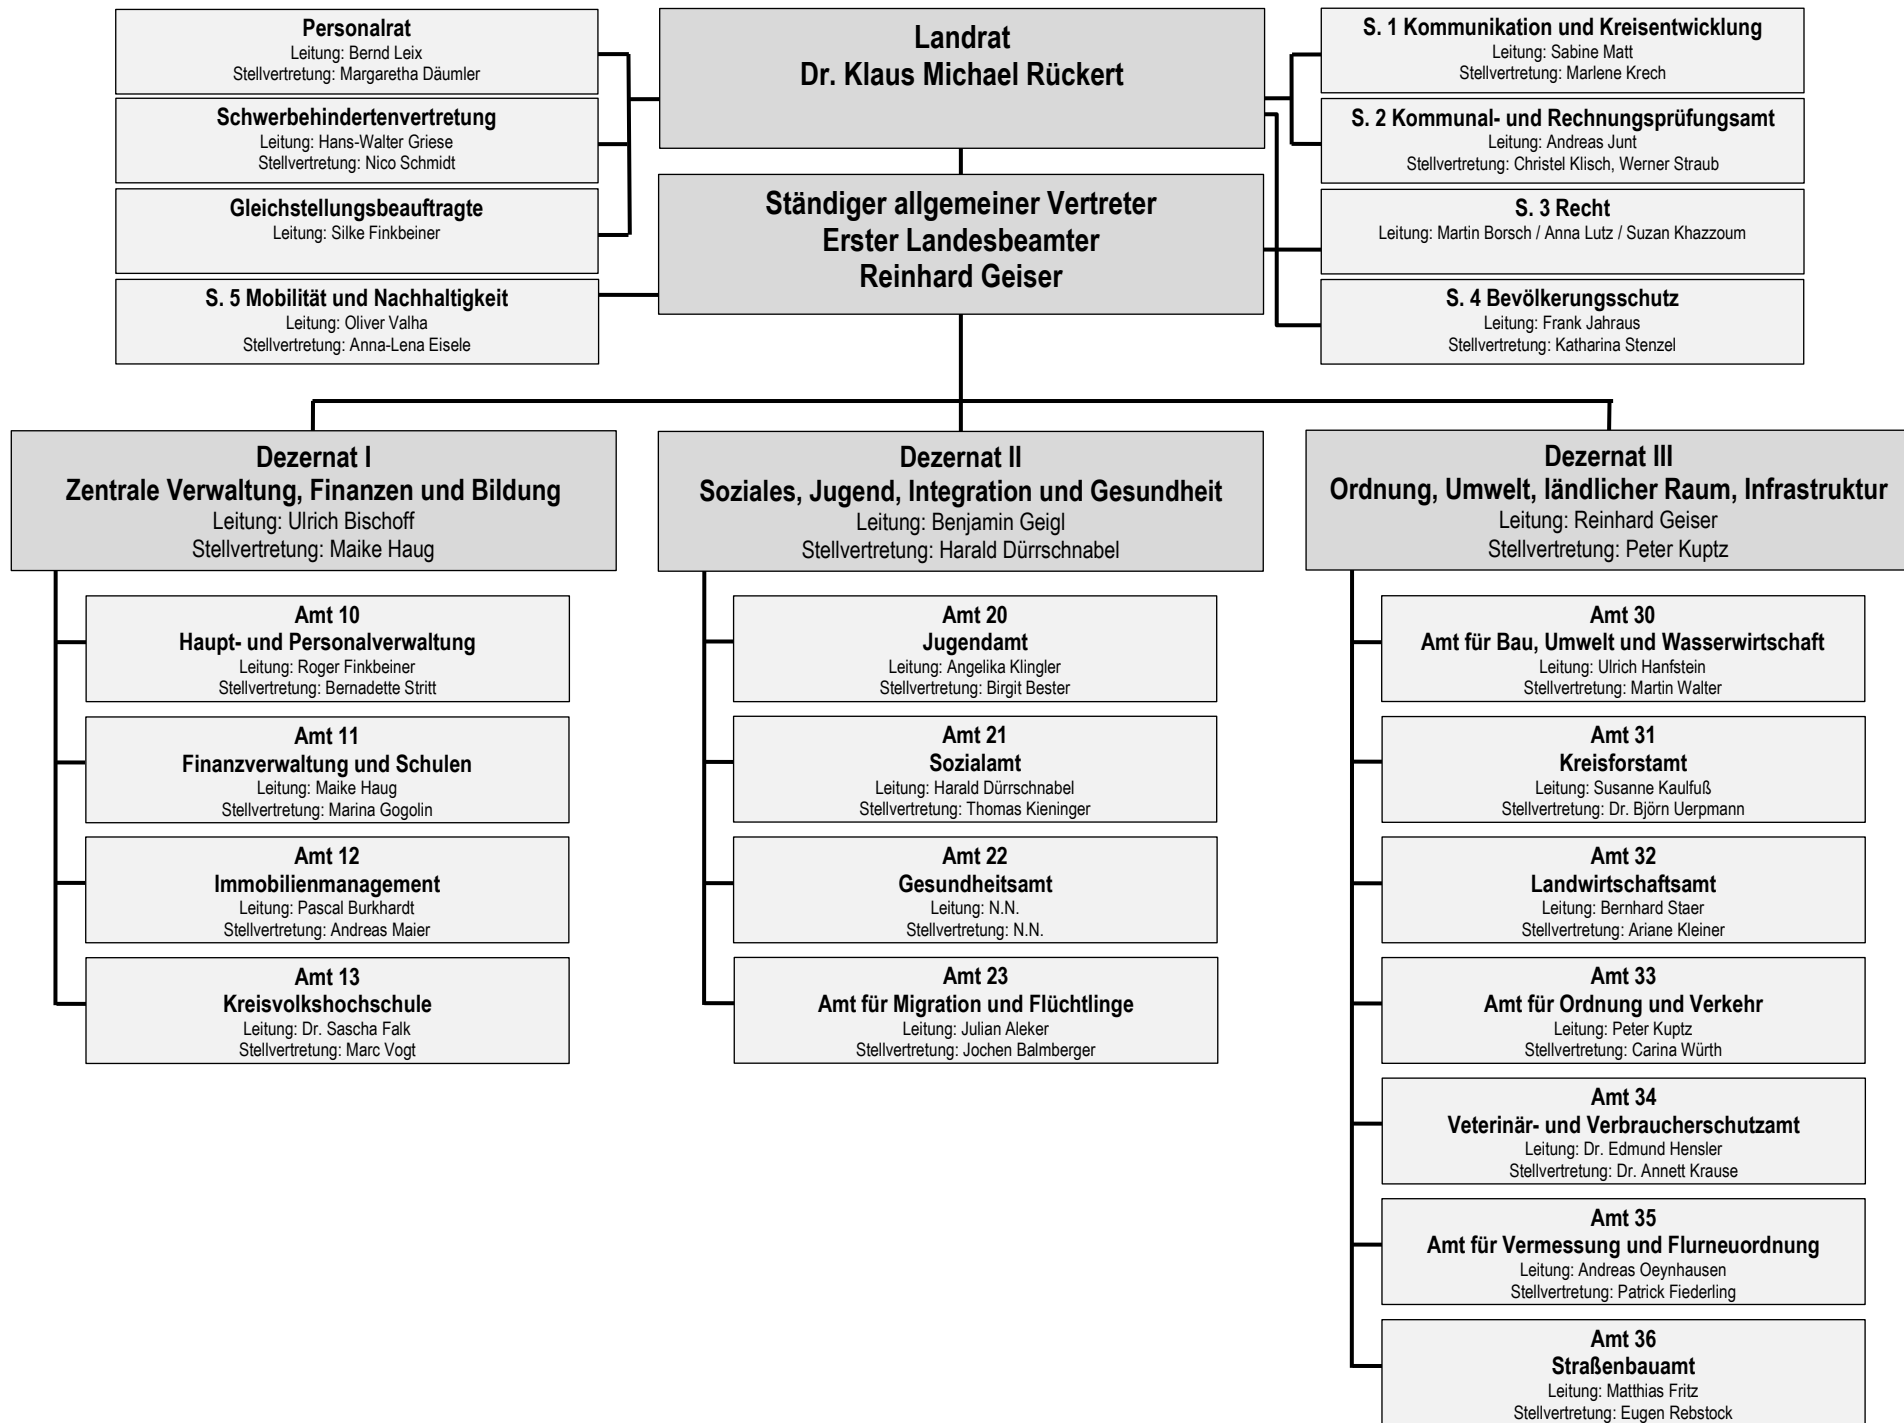 Personalrat
Leitung: Bernd Leix
Stellvertretung: Margaretha Däumler
Schwerbehindertenvertretung
Leitung: Hans-Walter Griese
Stellvertretung: Nico Schmidt
Gleichstellungsbeauftragte
Leitung: Silke Finkbeiner
S. 5 Mobilität und Nachhaltigkeit
Leitung: Oliver Valha
Stellvertretung: Anna-Lena Eisele
Landrat
Dr. Klaus Michael Rückert
Ständiger allgemeiner Vertreter
Erster Landesbeamter
Reinhard Geiser
S. 1 Kommunikation und Kreisentwicklung
Leitung: Sabine Matt
Stellvertretung: Marlene Krech
S. 2 Kommunal- und Rechnungsprüfungsamt
Leitung: Andreas Junt
Stellvertretung: Christel Klisch, Werner Straub
S. 3 Recht
Leitung: Martin Borsch / Anna Lutz / Suzan Khazzoum
S. 4 Bevölkerungsschutz
Leitung: Frank Jahraus
Stellvertretung: Katharina Stenzel
Dezernat I
Zentrale Verwaltung, Finanzen und Bildung
Leitung: Ulrich Bischoff
Stellvertretung: Maike Haug
Amt 10
Haupt- und Personalverwaltung
Leitung: Roger Finkbeiner
Stellvertretung: Bernadette Stritt
Amt 11
Finanzverwaltung und Schulen
Leitung: Maike Haug
Stellvertretung: Marina Gogolin
Amt 12
Immobilienmanagement
Leitung: Pascal Burkhardt
Stellvertretung: Andreas Maier
Amt 13
Kreisvolkshochschule
Leitung: Dr. Sascha Falk
Stellvertretung: Marc Vogt
Dezernat II
Soziales, Jugend, Integration und Gesundheit
Leitung: Benjamin Geigl
Stellvertretung: Harald Dürrschnabel
Amt 20
Jugendamt
Leitung: Angelika Klingler
Stellvertretung: Birgit Bester
Amt 21
Sozialamt
Leitung: Harald Dürrschnabel
Stellvertretung: Thomas Kieninger
Amt 22
Gesundheitsamt
Leitung: N.N.
Stellvertretung: N.N.
Amt 23
Amt für Migration und Flüchtlinge
Leitung: Julian Aleker
Stellvertretung: Jochen Balmberger
Dezernat III
Ordnung, Umwelt, ländlicher Raum, Infrastruktur
Leitung: Reinhard Geiser
Stellvertretung: Peter Kuptz
Amt 30
Amt für Bau, Umwelt und Wasserwirtschaft
Leitung: Ulrich Hanfstein
Stellvertretung: Martin Walter
Amt 31
Kreisforstamt
Leitung: Susanne Kaulfuß
Stellvertretung: Dr. Björn Uerpmann
Amt 32
Landwirtschaftsamt
Leitung: Bernhard Staer
Stellvertretung: Ariane Kleiner
Amt 33
Amt für Ordnung und Verkehr
Leitung: Peter Kuptz
Stellvertretung: Carina Würth
Amt 34
Veterinär- und Verbraucherschutzamt
Leitung: Dr. Edmund Hensler
Stellvertretung: Dr. Annett Krause
Amt 35
Amt für Vermessung und Flurneuordnung
Leitung: Andreas Oeynhausen
Stellvertretung: Patrick Fiederling
Amt 36
Straßenbauamt
Leitung: Matthias Fritz
Stellvertretung: Eugen Rebstock